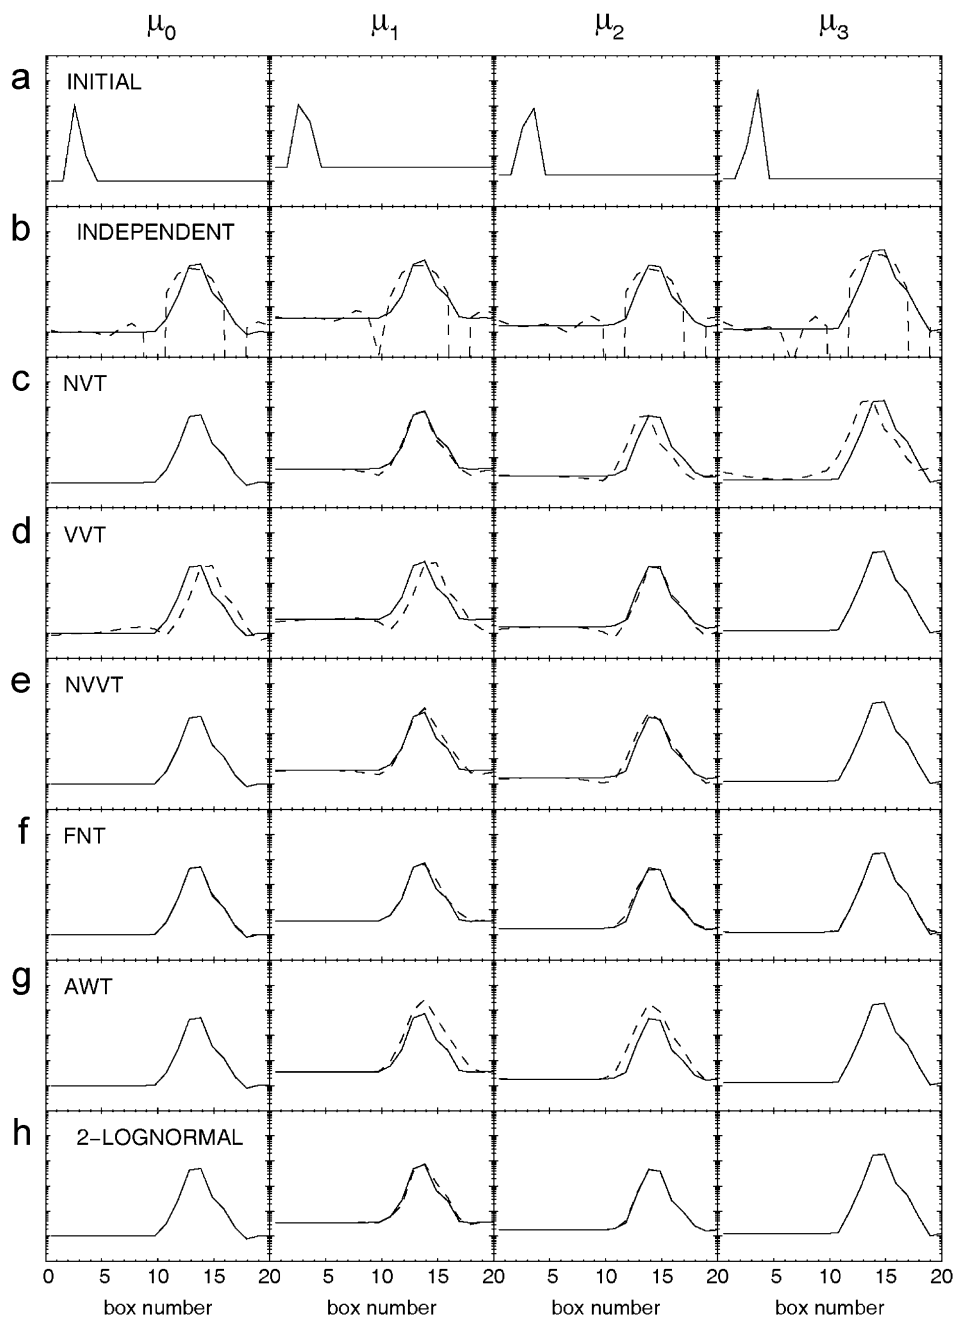 μ0 μ1 μ2 μ3
a INITIAL
b INDEPENDENT
c NVT
d VVT
e NVVT
f FNT
g AWT
h 2−LOGNORMAL
0 5 10 15 20 5 10 15 20 5 10 15 20 5 10 15 20
box number box number box number box number